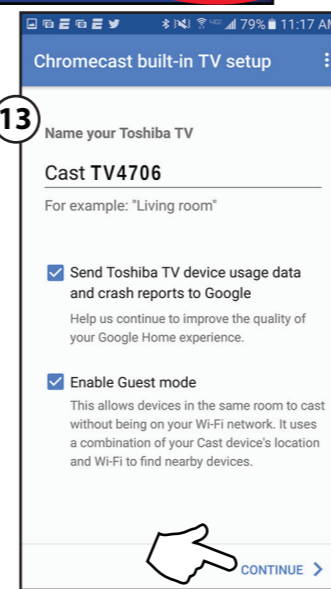 79% 11:17 AM
Chromecast built-in TV setup
13
Name your Toshiba TV
Cast TV4706
For example: "Living room"
Send Toshiba TV device usage data
and crash reports to Google
Help us continue to improve the quality of
your Google Home experience.
Enable Guest mode
This allows devices in the same room to cast
without being on your Wi-Fi network. It uses
a combination of your Cast device's location
and Wi-Fi to find nearby devices.
CONTINUE